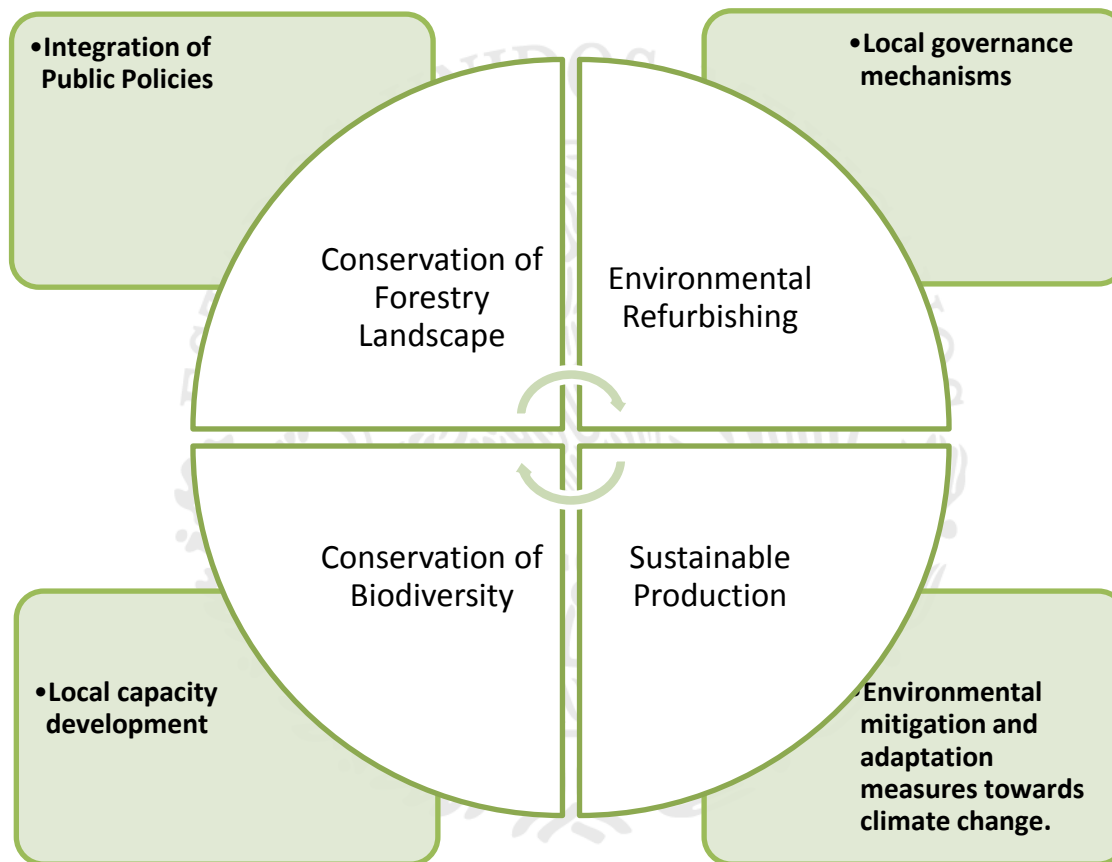 •Integration of
Public Policies
•Local governance
mechanisms
Conservation of
Forestry
Landscape
Environmental
Refurbishing
Conservation of
Biodiversity
Sustainable
Production
•Local capacity
development
•Environmental
mitigation and
adaptation
measures towards
climate change.